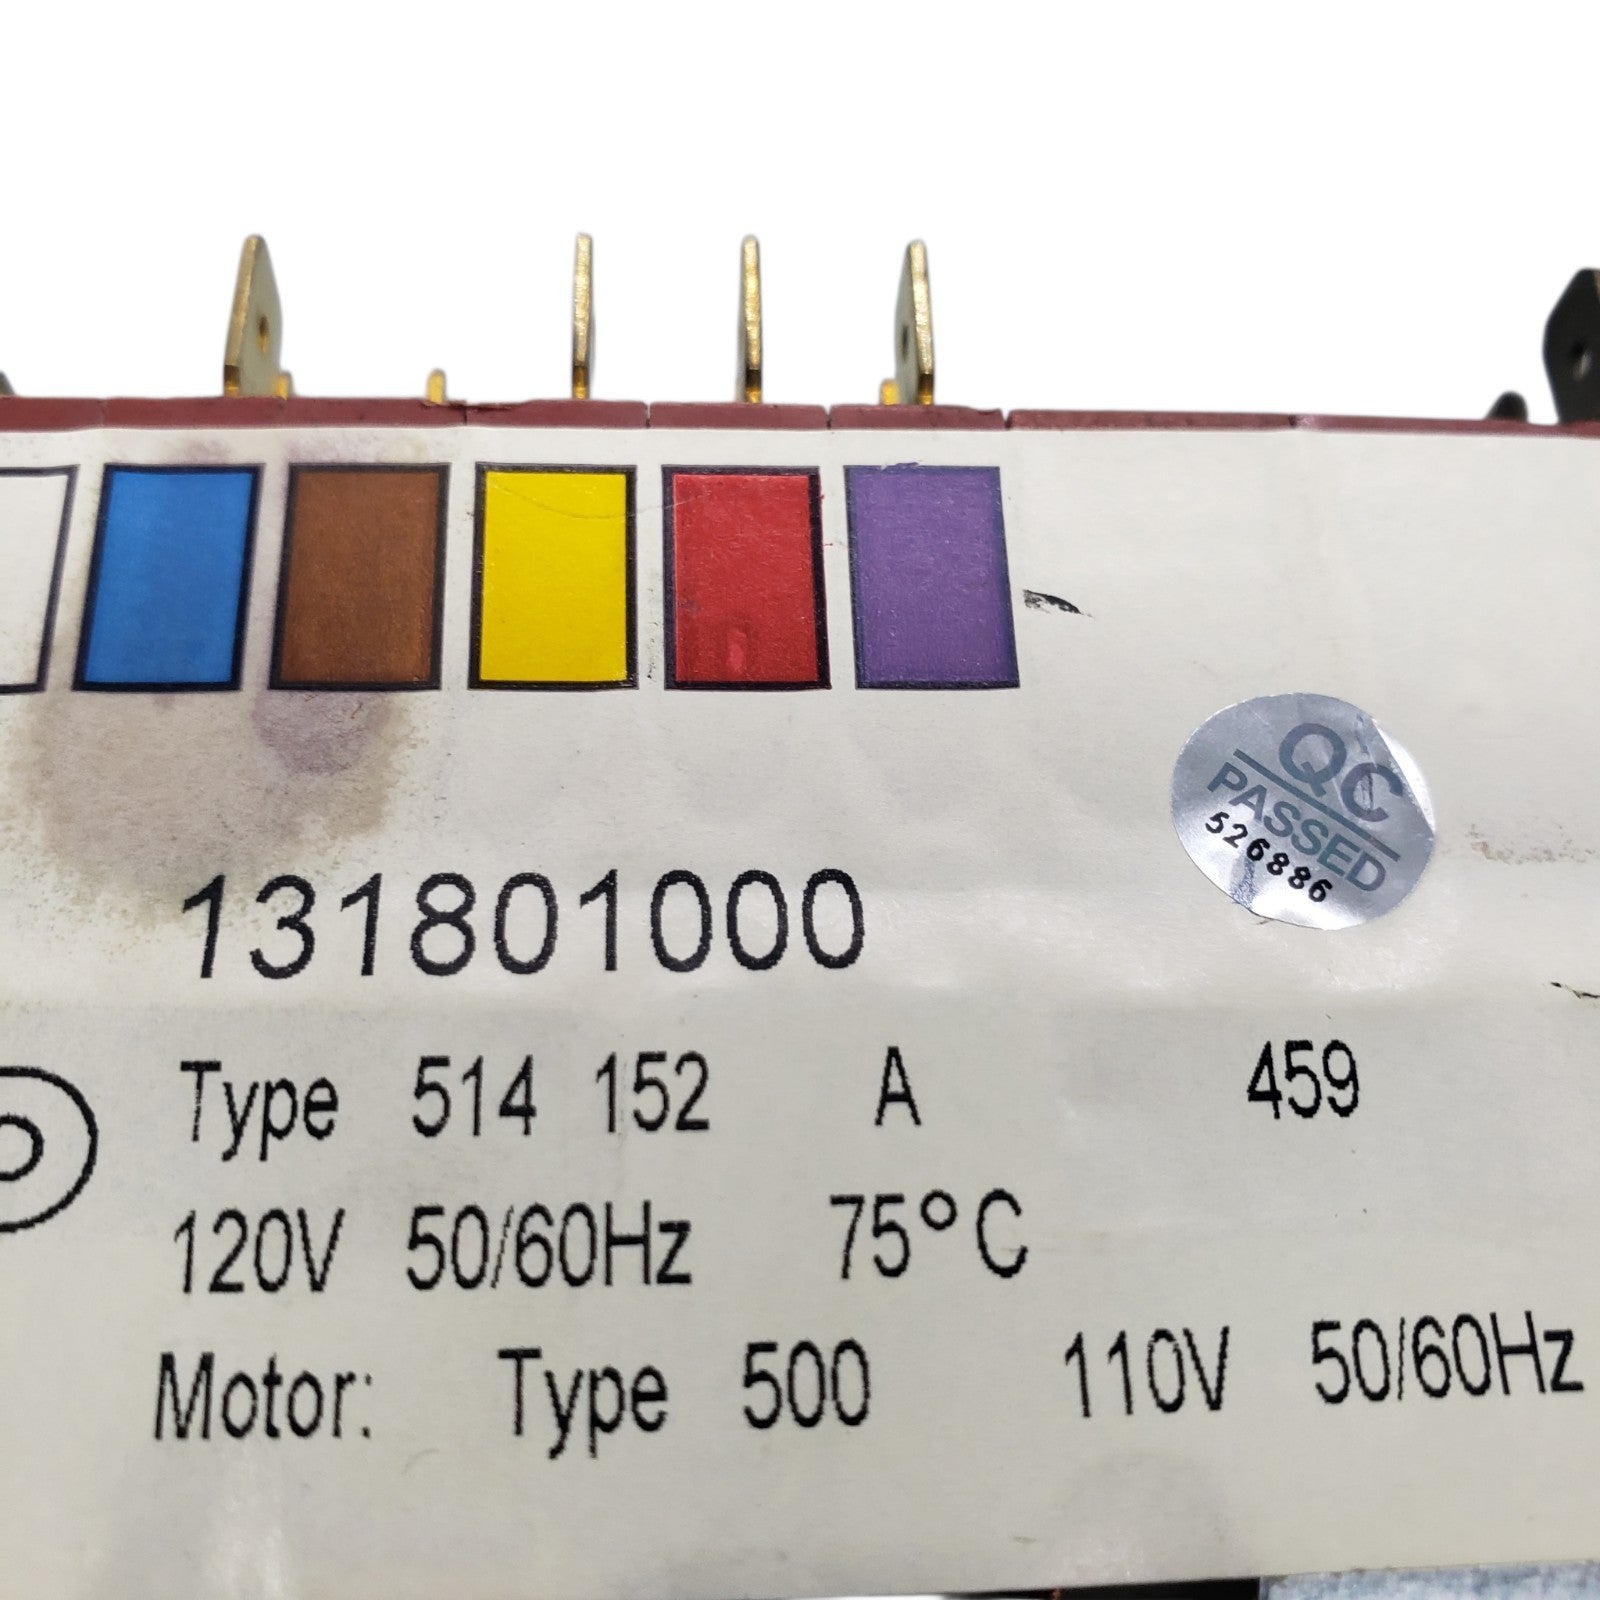 QC
PASSED
526886
131801000
Type 514 152 A 459
120V 50/60Hz 75°C
Motor: Type 500 110V 50/60Hz